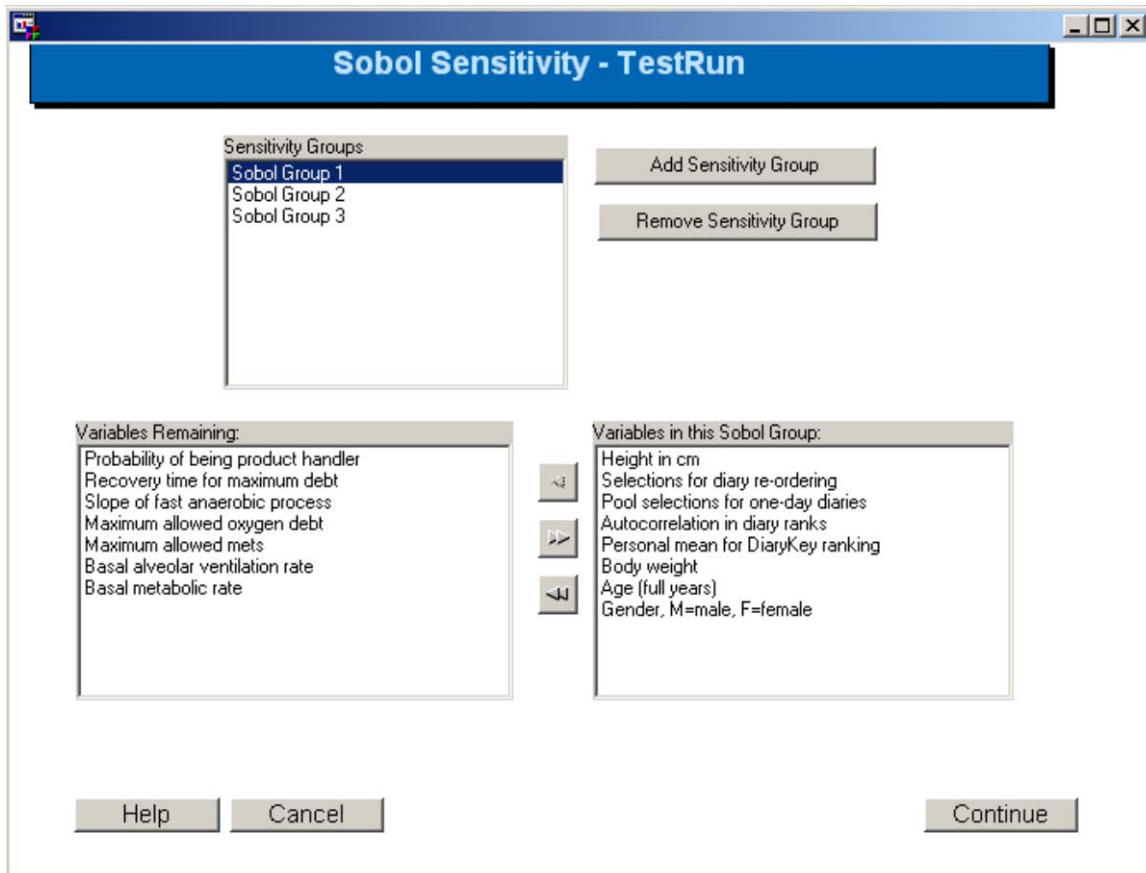 Sobol Sensitivity - TestRun
Sensitivity Groups
Sobol Group 1
Sobol Group 2
Sobol Group 3
Add Sensitivity Group
Remove Sensitivity Group
Variables Remaining:
Probability of being product handler
Recovery time for maximum debt
Slope of fast anaerobic process
Maximum allowed oxygen debt
Maximum allowed mets
Basal alveolar ventilation rate
Basal metabolic rate
Variables in this Sobol Group:
Height in cm
Selections for diary re-ordering
Pool selections for one-day diaries
Autocorrelation in diary ranks
Personal mean for DiaryKey ranking
Body weight
Age (full years)
Gender, M=male, F=female
Help
Cancel
Continue